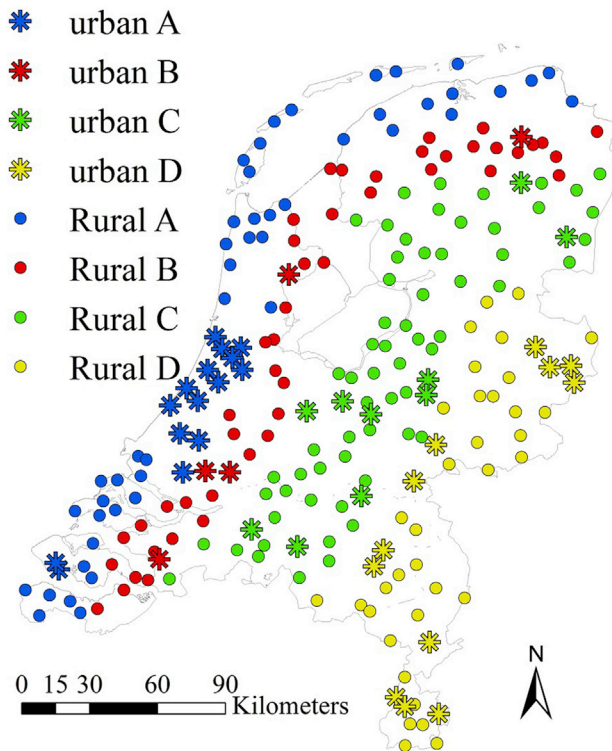 urban A
urban B
urban C
urban D
Rural A
Rural B
Rural C
Rural D
N
0 15 30 60 90
Kilometers